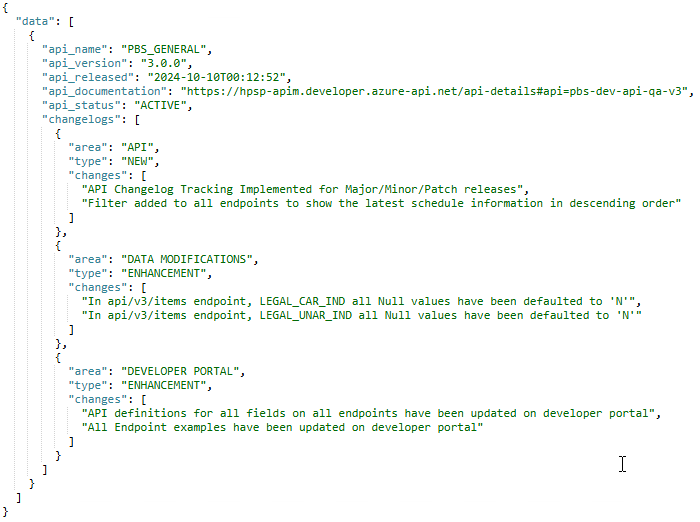 {
"data": [
{
"api_name": "PBS_GENERAL",
"api_version": "3.0.0",
"api_released": "2024-10-10T00:12:52",
"api_documentation": "https://hpsp-apim.developer.azure-api.net/api-details#api=pbs-dev-api-qa-v3",
"api_status": "ACTIVE",
"changelogs": [
{
"area": "API",
"type": "NEW",
"changes": [
"API Changelog Tracking Implemented for Major/Minor/Patch releases",
"Filter added to all endpoints to show the latest schedule information in descending order"
]
},
{
"area": "DATA MODIFICATIONS",
"type": "ENHANCEMENT",
"changes": [
"In api/v3/items endpoint, LEGAL_CAR_IND all Null values have been defaulted to 'N'",
"In api/v3/items endpoint, LEGAL_UNAR_IND all Null values have been defaulted to 'N'"
]
},
{
"area": "DEVELOPER PORTAL",
"type": "ENHANCEMENT",
"changes": [
"API definitions for all fields on all endpoints have been updated on developer portal",
"All Endpoint examples have been updated on developer portal"
]
}
]
}
]
}